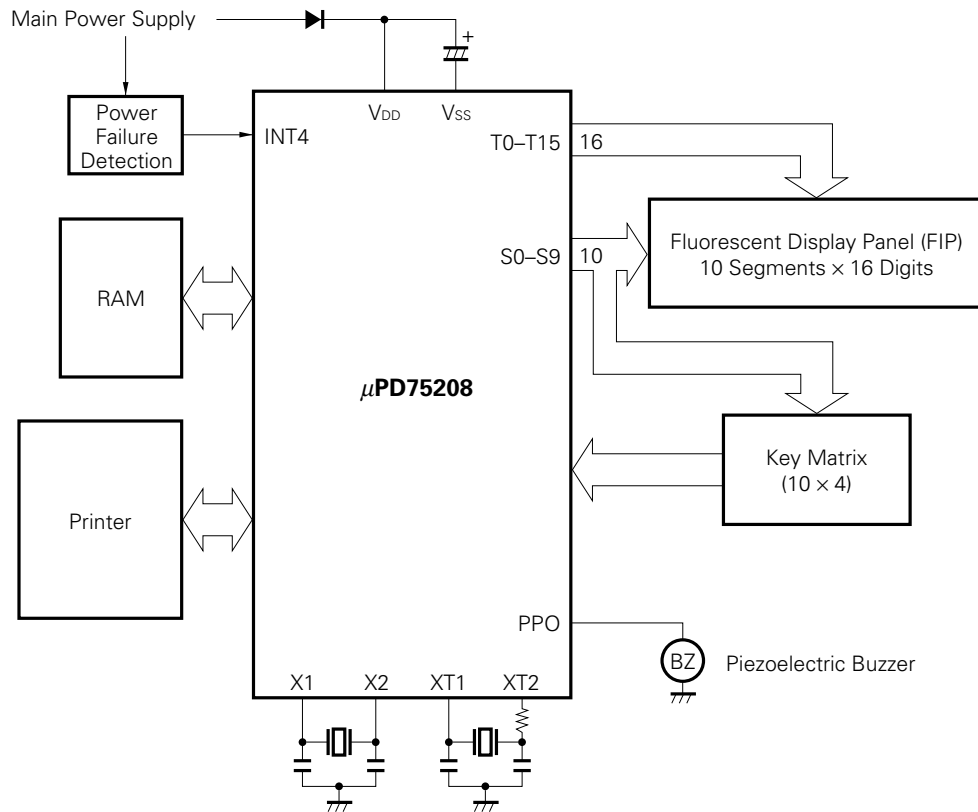 Main Power Supply
+
Power
Failure
Detection
INT4
VDD
VSS
T0–T15
16
Fluorescent Display Panel (FIP)
10 Segments × 16 Digits
S0–S9
10
RAM
μPD75208
Key Matrix
(10 × 4)
Printer
PPO
BZ
Piezoelectric Buzzer
X1
X2
XT1
XT2